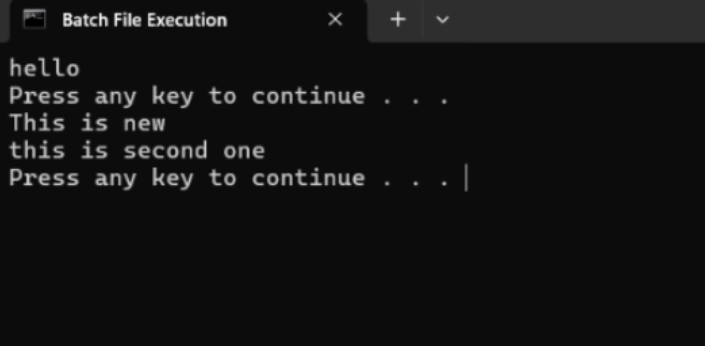 Batch File Execution
hello
Press any key to continue . . .
This is new
this is second one
Press any key to continue . . .